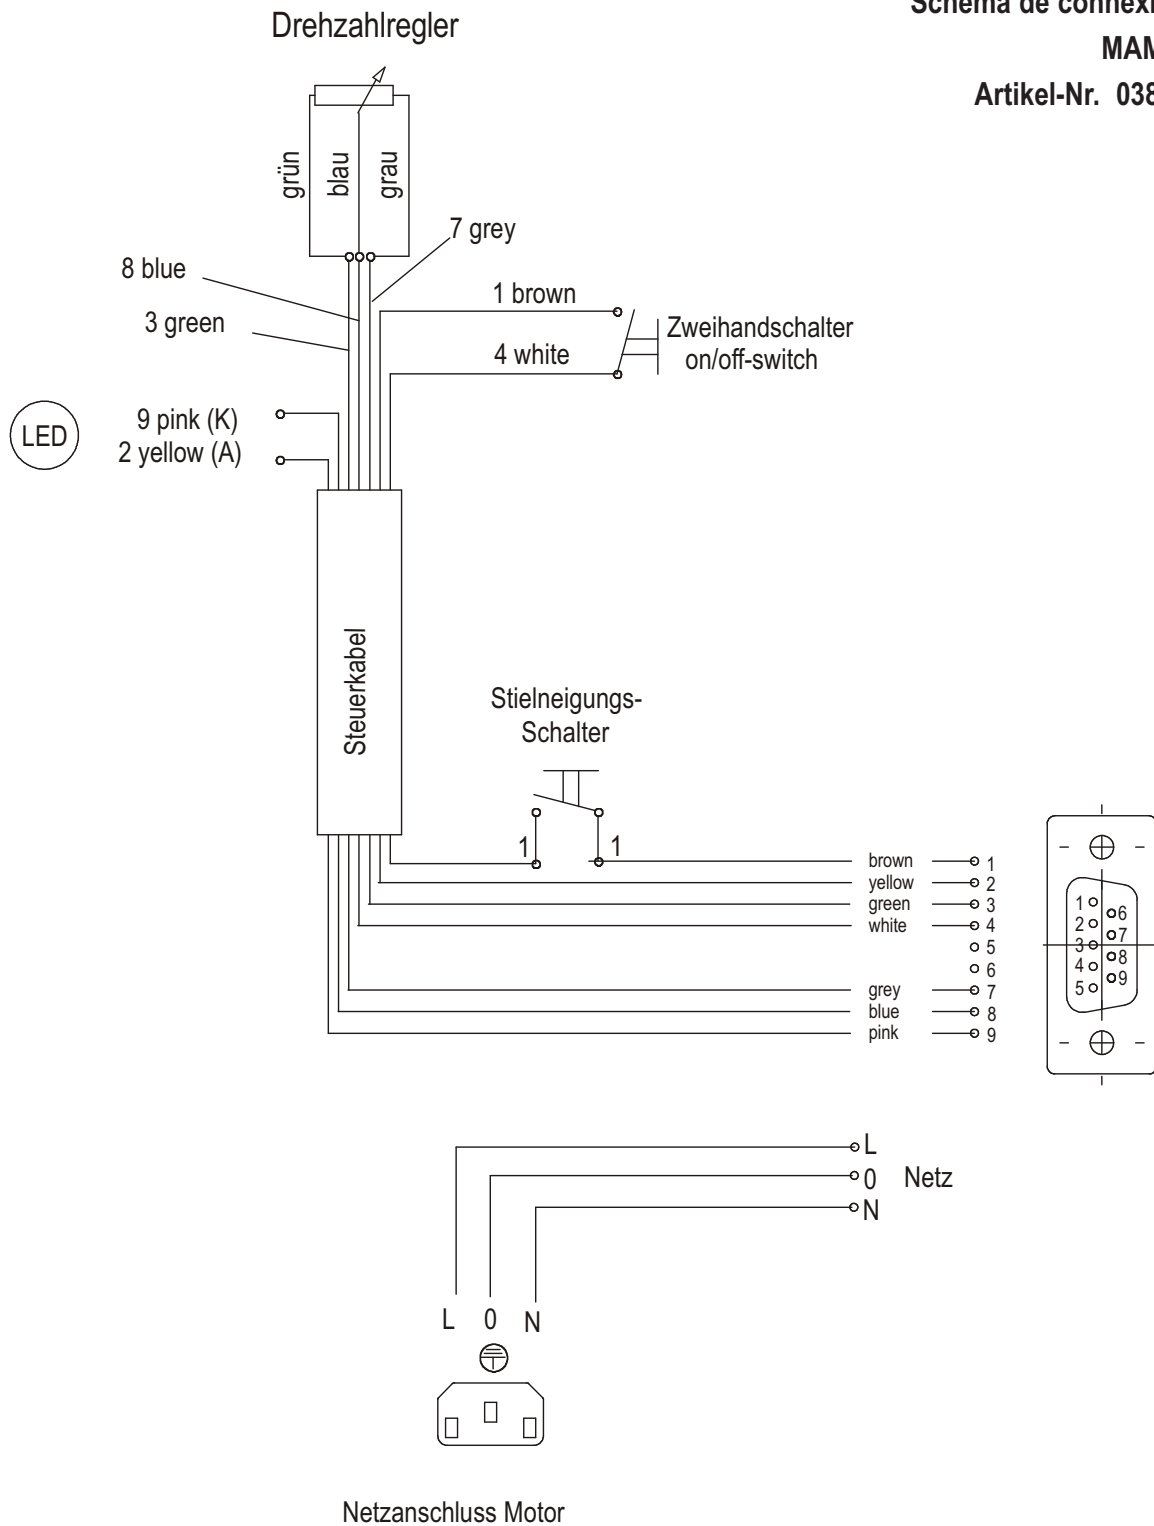 Schema de connexi
MAM
Artikel-Nr. 038
Drehzahlregler
grün
blau
grau
7 grey
8 blue
3 green
1 brown
4 white
Zweihandschalter
on/off-switch
LED
9 pink (K)
2 yellow (A)
Steuerkabel
Stielneigungs-
Schalter
1 1
brown 1
yellow 2
green 3
white 4
5
6
grey 7
blue 8
pink 9
1
2
3
4
5
6
7
8
9
L
0 Netz
N
L 0 N
Netzanschluss Motor